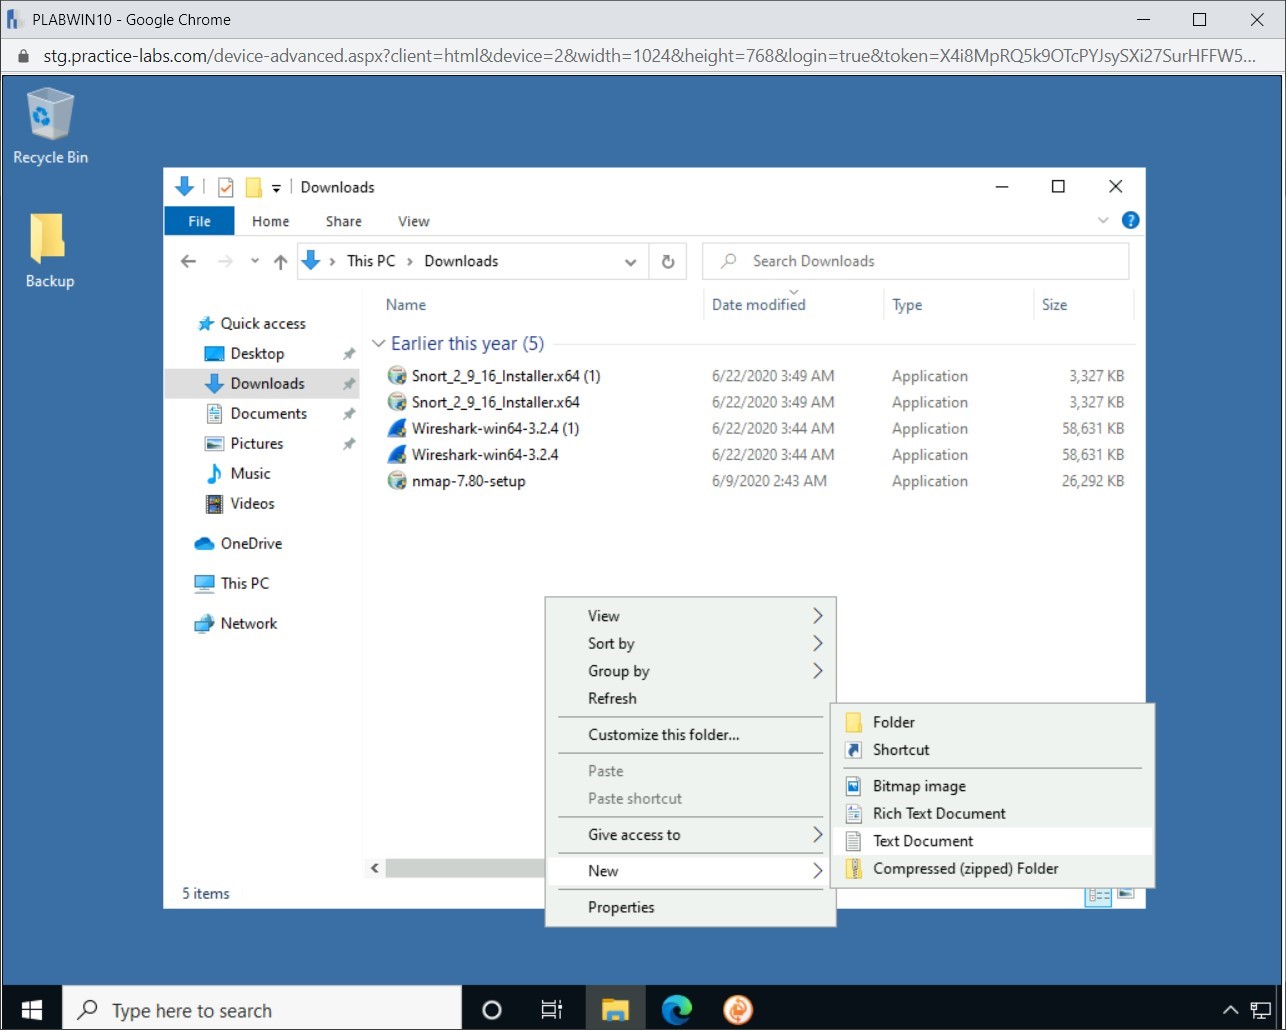 PLABWIN10 - Google Chrome
stg.practice-labs.com/device-advanced.aspx?client=html&device=2&width=1024&height=768&login=true&token=X4i8MpRQ5k9OTcPYJsySXi27SurHFFW5...
Recycle Bin
Backup
Downloads
File Home Share View
This PC > Downloads
Search Downloads
Name Date modified Type Size
Earlier this year (5)
Snort_2_9_16_Installer.x64 (1) 6/22/2020 3:49 AM Application 3,327 KB
Snort_2_9_16_Installer.x64 6/22/2020 3:49 AM Application 3,327 KB
Wireshark-win64-3.2.4 (1) 6/22/2020 3:44 AM Application 58,631 KB
Wireshark-win64-3.2.4 6/22/2020 3:44 AM Application 58,631 KB
nmap-7.80-setup 6/9/2020 2:43 AM Application 26,292 KB
Quick access
Desktop
Downloads
Documents
Pictures
Music
Videos
OneDrive
This PC
Network
View
Sort by
Group by
Refresh
Customize this folder...
Paste
Paste shortcut
Give access to
New
Properties
Folder
Shortcut
Bitmap image
Rich Text Document
Text Document
Compressed (zipped) Folder
5 items
Type here to search